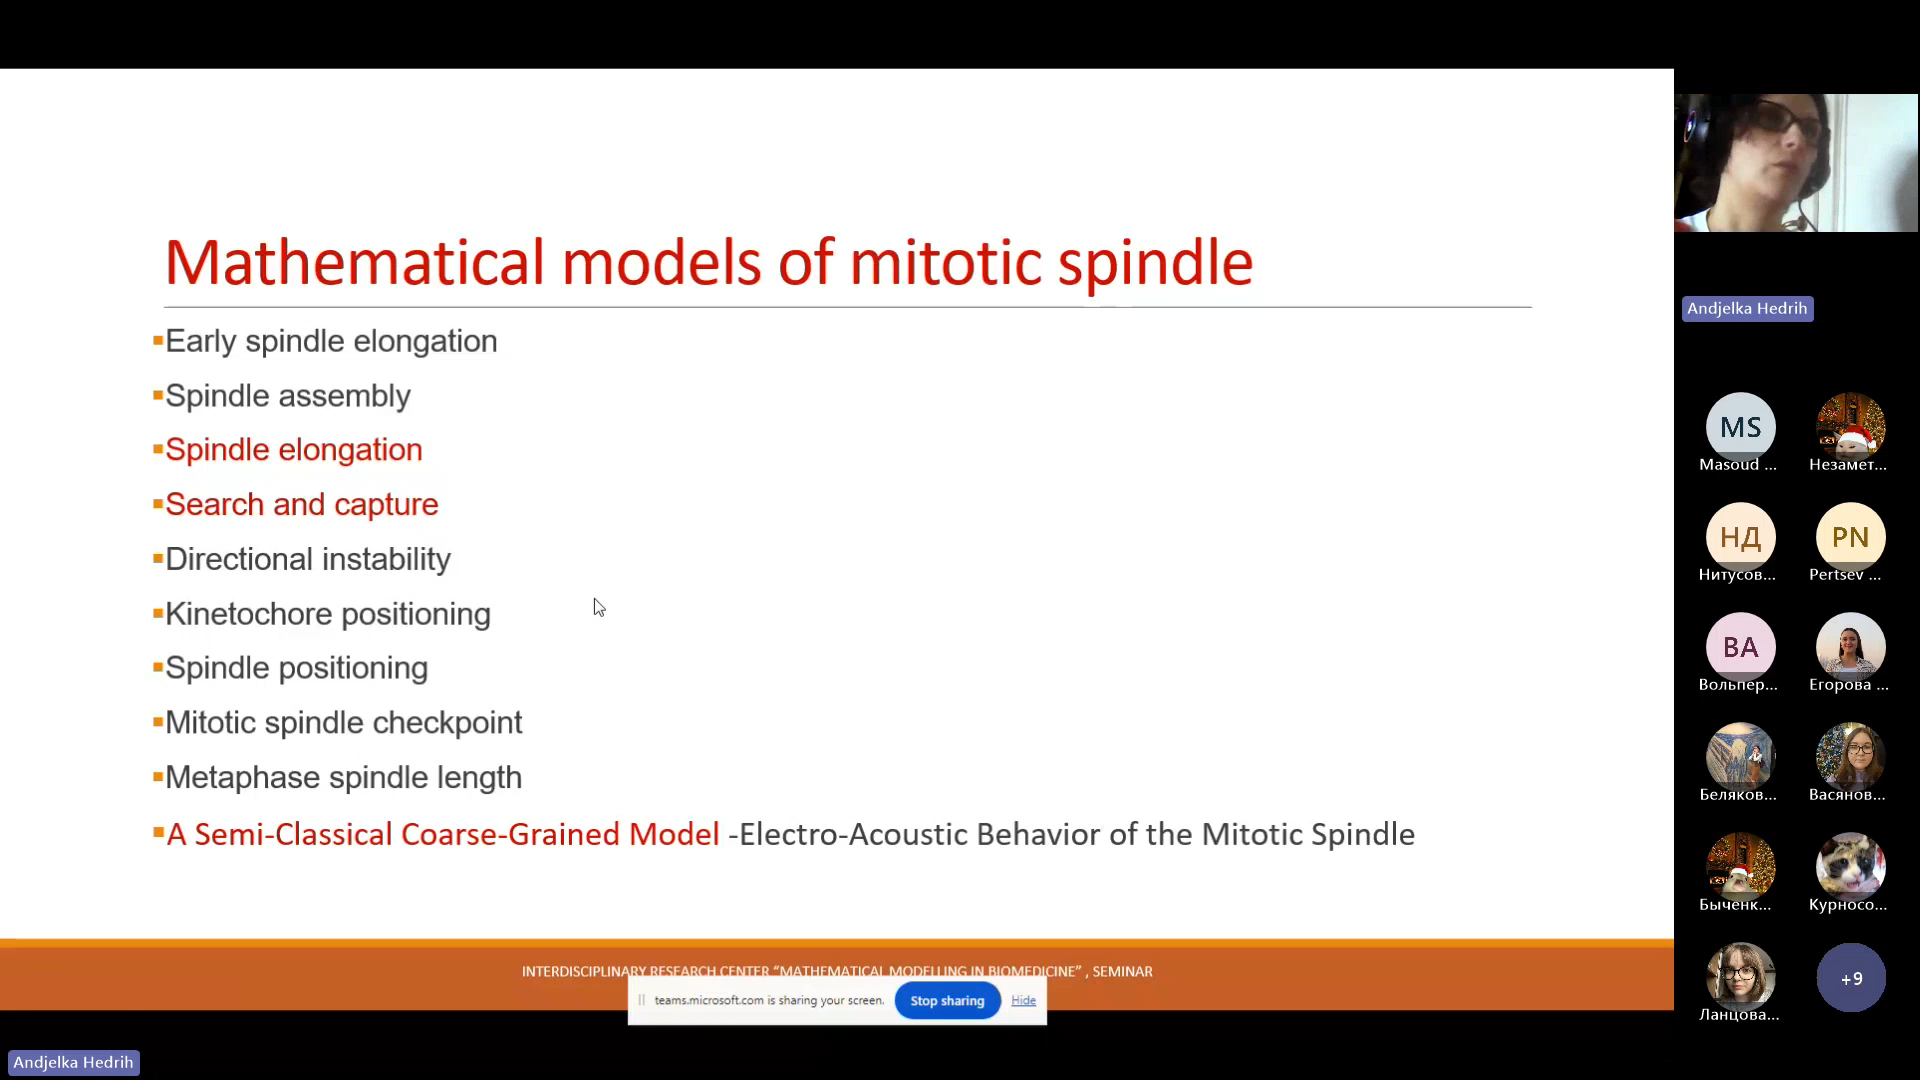 Mathematical models of mitotic spindle
▪Early spindle elongation
▪Spindle assembly
▪Spindle elongation
▪Search and capture
▪Directional instability
▪Kinetochore positioning
▪Spindle positioning
▪Mitotic spindle checkpoint
▪Metaphase spindle length
▪A Semi-Classical Coarse-Grained Model -Electro-Acoustic Behavior of the Mitotic Spindle
INTERDISCIPLINARY RESEARCH CENTER “MATHEMATICAL MODELLING IN BIOMEDICINE” , SEMINAR
teams.microsoft.com is sharing your screen. Stop sharing Hide
Andjelka Hedrih
Andjelka Hedrih
MS
Masoud ... Незамет...
НД PN
Нитусов... Pertsev ...
ВА
Вольпер... Егорова ...
Беляков... Васянов...
Быченк... Курносо...
+9
Ланцова...